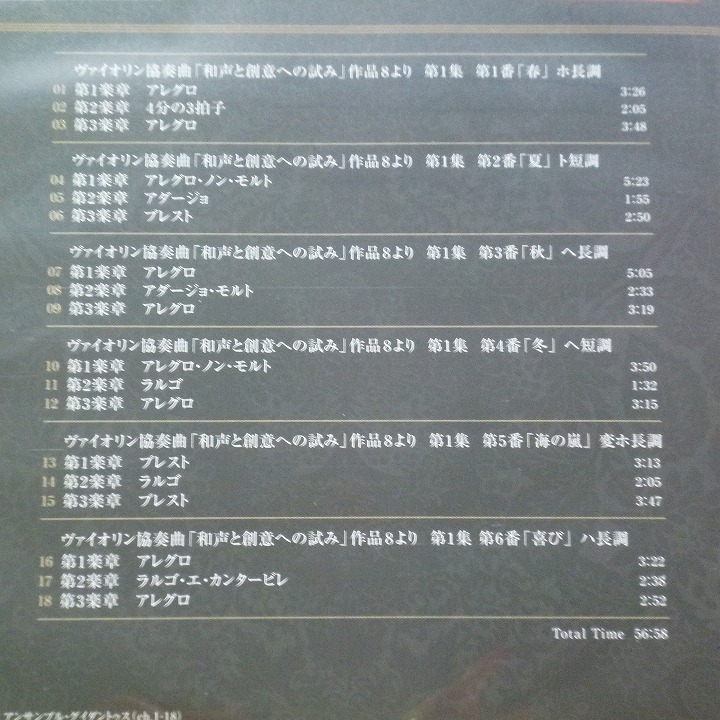 ヴァイオリン協奏曲「和声と創意への試み」作品8より 第1集 第1番「春」ホ長調
01 第1楽章 アレグロ 3:26
02 第2楽章 4分の3拍子 2:05
03 第3楽章 アレグロ 3:48
ヴァイオリン協奏曲「和声と創意への試み」作品8より 第1集 第2番「夏」ト短調
04 第1楽章 アレグロ・ノン・モルト 5:23
05 第2楽章 アダージョ 1:55
06 第3楽章 プレスト 2:50
ヴァイオリン協奏曲「和声と創意への試み」作品8より 第1集 第3番「秋」ヘ長調
07 第1楽章 アレグロ 5:05
08 第2楽章 アダージョ・モルト 2:33
09 第3楽章 アレグロ 3:19
ヴァイオリン協奏曲「和声と創意への試み」作品8より 第1集 第4番「冬」ヘ短調
10 第1楽章 アレグロ・ノン・モルト 3:50
11 第2楽章 ラルゴ 1:32
12 第3楽章 アレグロ 3:15
ヴァイオリン協奏曲「和声と創意への試み」作品8より 第1集 第5番「海の嵐」変ホ長調
13 第1楽章 プレスト 3:13
14 第2楽章 ラルゴ 2:05
15 第3楽章 プレスト 3:47
ヴァイオリン協奏曲「和声と創意への試み」作品8より 第1集 第6番「喜び」ハ長調
16 第1楽章 アレグロ 3:22
17 第2楽章 ラルゴ・エ・カンタービレ 2:38
18 第3楽章 アレグロ 2:52
Total Time 56:58
アンサンブル・グイダントゥス(ch.1-18)